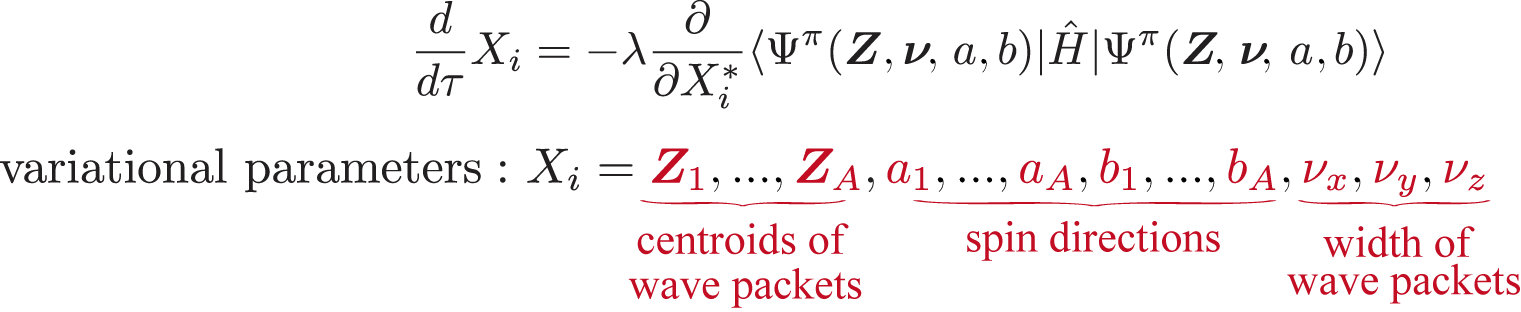 d/dτ X_i = −λ ∂/∂X_i^* ⟨Ψ^π(Z, ν, a, b)|Ĥ|Ψ^π(Z, ν, a, b)⟩
variational parameters : X_i = Z_1, ..., Z_A, a_1, ..., a_A, b_1, ..., b_A, ν_x, ν_y, ν_z
centroids of wave packets
spin directions
width of wave packets